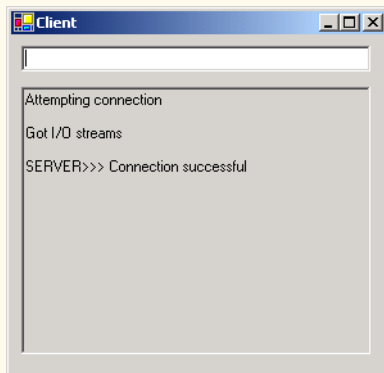 Client
Attempting connection
Got I/O streams
SERVER>>> Connection successful